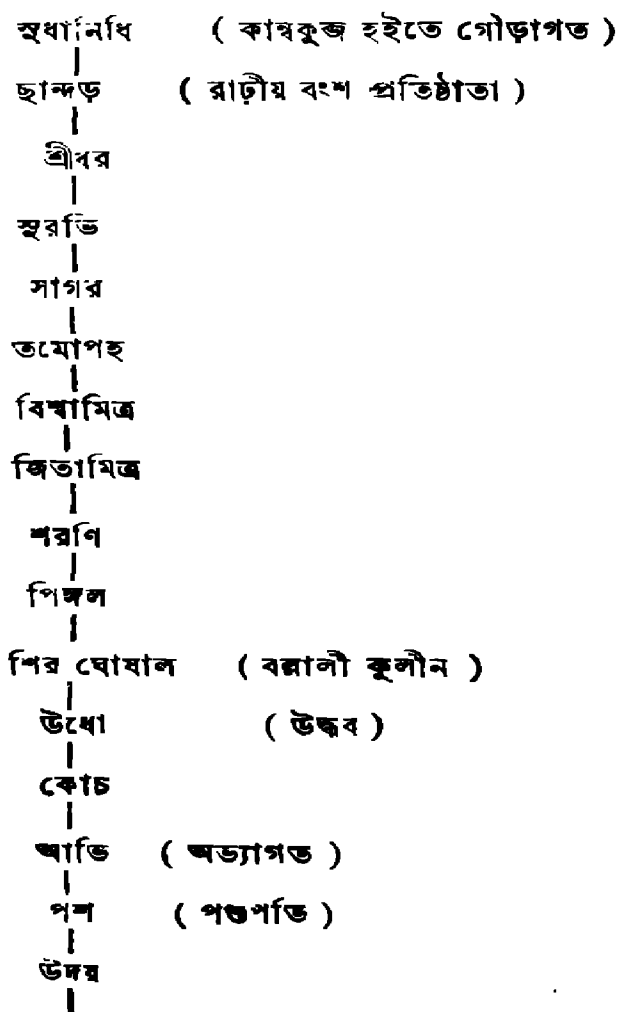 সুধানিধি ( কান্বকুব্জ হইতে গৌড়াগত )
ছান্দড় ( রাঢ়ীয় বংশ প্রতিষ্ঠাতা )
শ্রীধর
সুরভি
সাগর
তমোপহ
বিশ্বামিত্র
জিতামিত্র
শরণি
পিঙ্গল
শির ঘোষাল ( বল্লালী কুলীন )
উধো ( উদ্ধব )
কোচ
আভি ( অভ্যাগত )
পশ ( পশুপতি )
উদয়